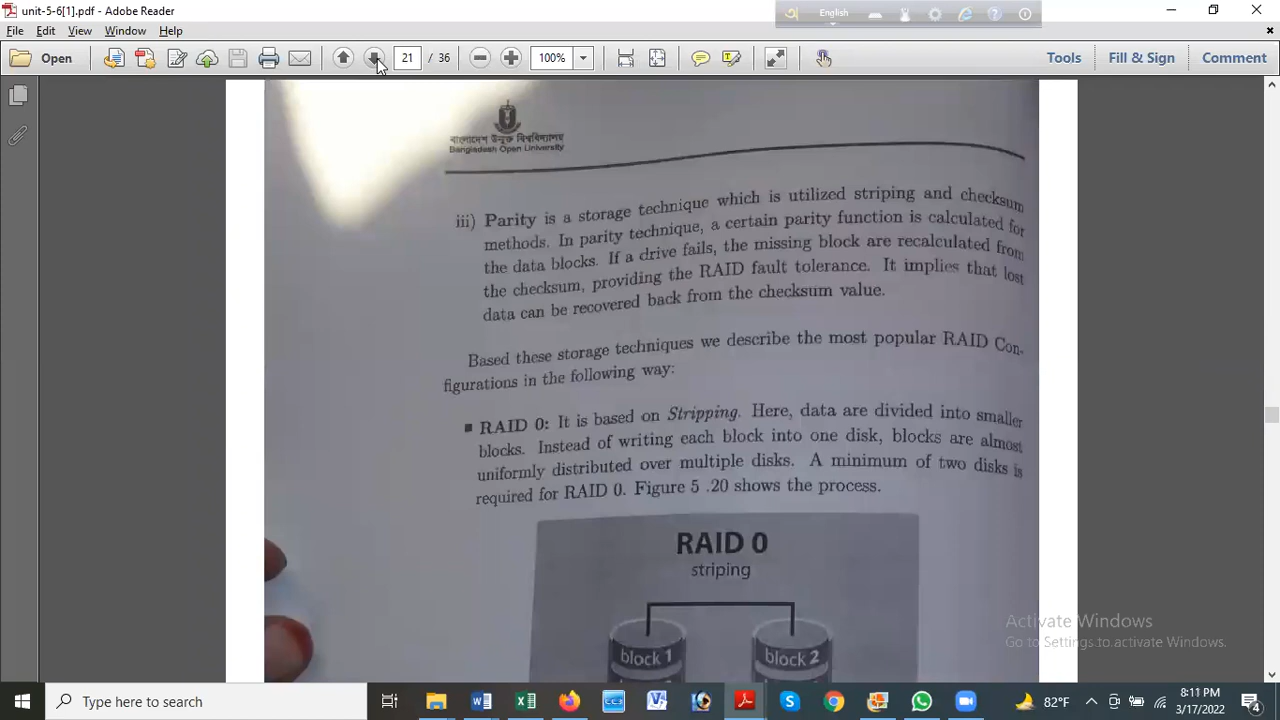 unit-5-6[1].pdf - Adobe Reader
English
File Edit View Window Help
Open 21 / 36 100% Tools Fill & Sign Comment
বাংলাদেশ উন্মুক্ত বিশ্ববিদ্যালয়
Bangladesh Open University
iii) Parity is a storage technique which is utilized striping and checksum
methods. In parity technique, a certain parity function is calculated for
the data blocks. If a drive fails, the missing block are recalculated from
the checksum, providing the RAID fault tolerance. It implies that lost
data can be recovered back from the checksum value.
Based these storage techniques we describe the most popular RAID Con-
figurations in the following way:
■ RAID 0: It is based on Stripping. Here, data are divided into smaller
blocks. Instead of writing each block into one disk, blocks are almost
uniformly distributed over multiple disks. A minimum of two disks is
required for RAID 0. Figure 5 .20 shows the process.
RAID 0
striping
block 1 block 2
Activate Windows
Go to Settings to activate Windows.
Type here to search
82°F
8:11 PM
3/17/2022
4